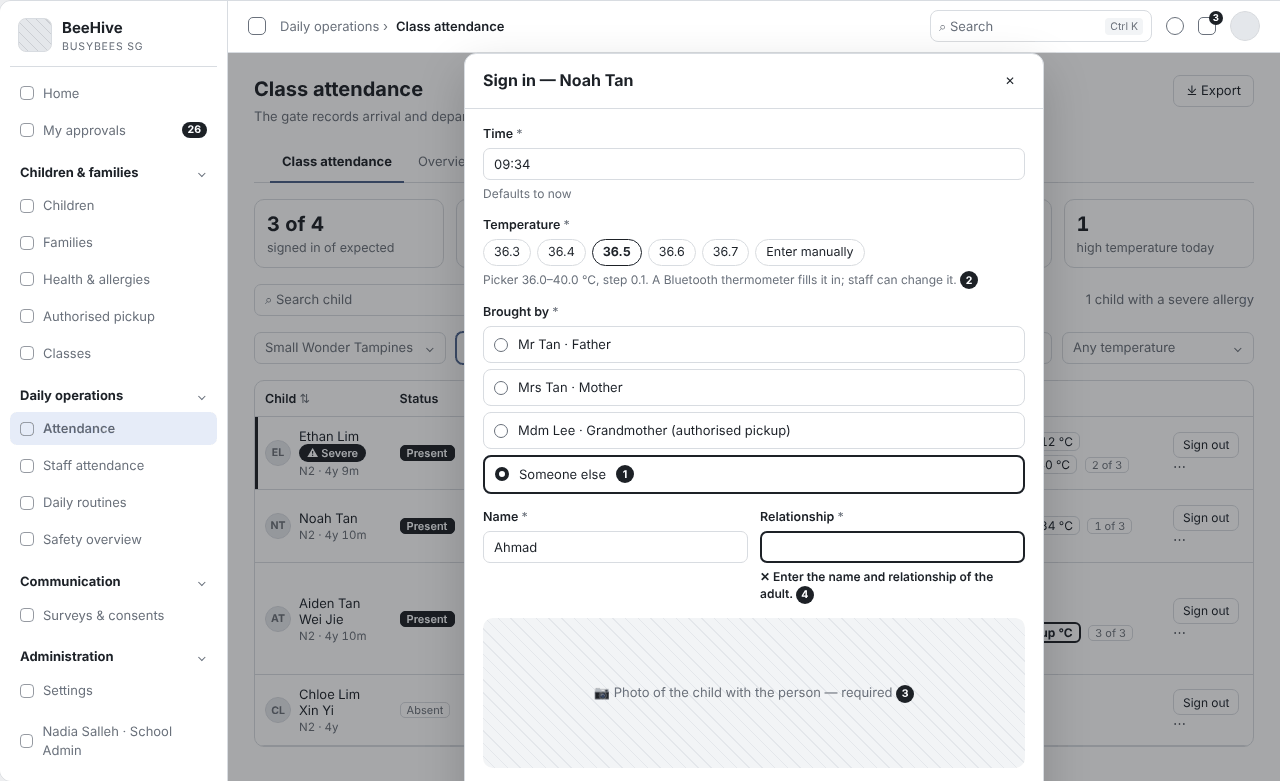 BeeHive
BUSYBEES SG
Home
My approvals 26
Children & families
Children
Families
Health & allergies
Authorised pickup
Classes
Daily operations
Attendance
Staff attendance
Daily routines
Safety overview
Communication
Surveys & consents
Administration
Settings
Nadia Salleh · School
Admin
Daily operations › Class attendance
Search Ctrl K
3
Class attendance
Export
The gate records arrival and
Class attendance
3 of 4
signed in of expected
1
high temperature today
Search child
1 child with a severe allergy
Small Wonder Tampines
Any temperature
Child ⇅ Status
EL Ethan Lim
⚠ Severe
N2 · 4y 9m
Present
°C
°C 2 of 3
Sign out
...
NT Noah Tan
N2 · 4y 10m
Present
°C 1 of 3
Sign out
...
AT Aiden Tan
Wei Jie
N2 · 4y 10m
Present
°C 3 of 3
Sign out
...
CL Chloe Lim
Xin Yi
N2 · 4y
Absent
Sign out
...
Sign in — Noah Tan ×
Time *
09:34
Defaults to now
Temperature *
36.3 36.4 36.5 36.6 36.7 Enter manually
Picker 36.0–40.0 °C, step 0.1. A Bluetooth thermometer fills it in; staff can change it. 2
Brought by *
Mr Tan · Father
Mrs Tan · Mother
Mdm Lee · Grandmother (authorised pickup)
Someone else 1
Name * Relationship *
Ahmad
✕ Enter the name and relationship of the
adult. 4
📷 Photo of the child with the person — required 3